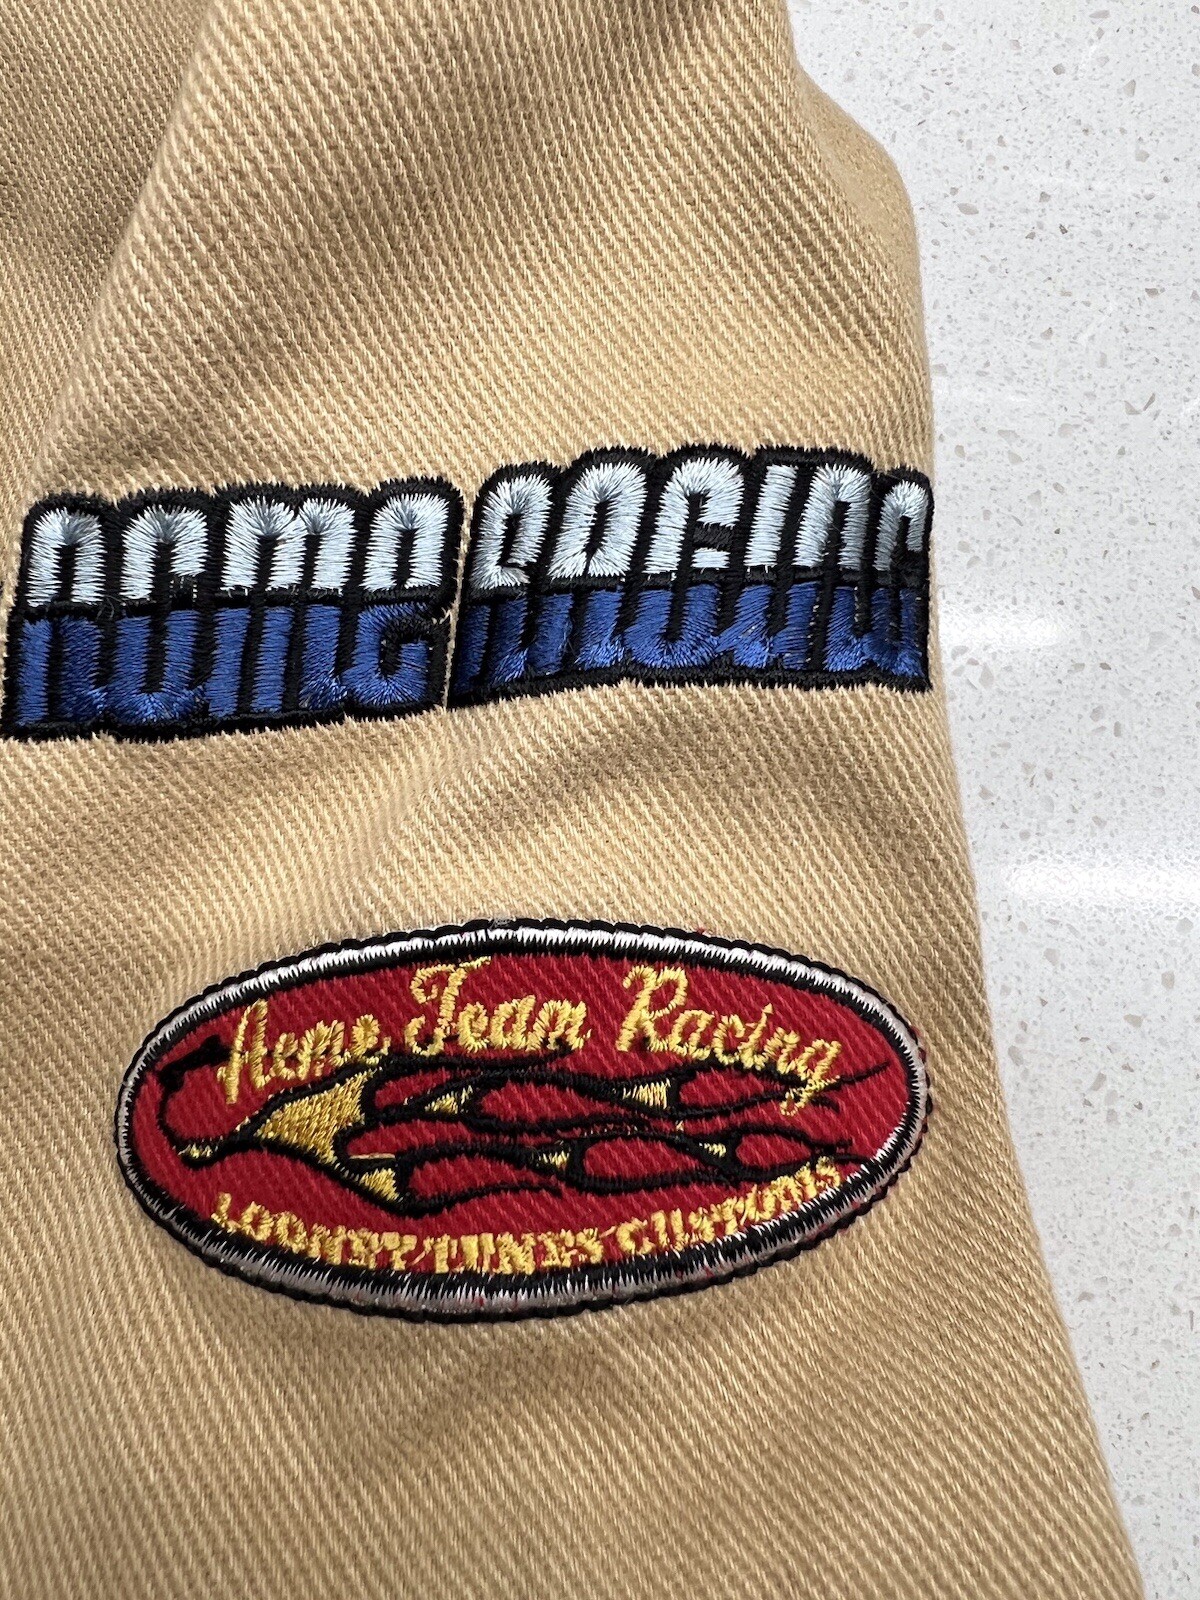 ACME RACING
Acme Team Racing
LOONEY TUNES CUSTOMS